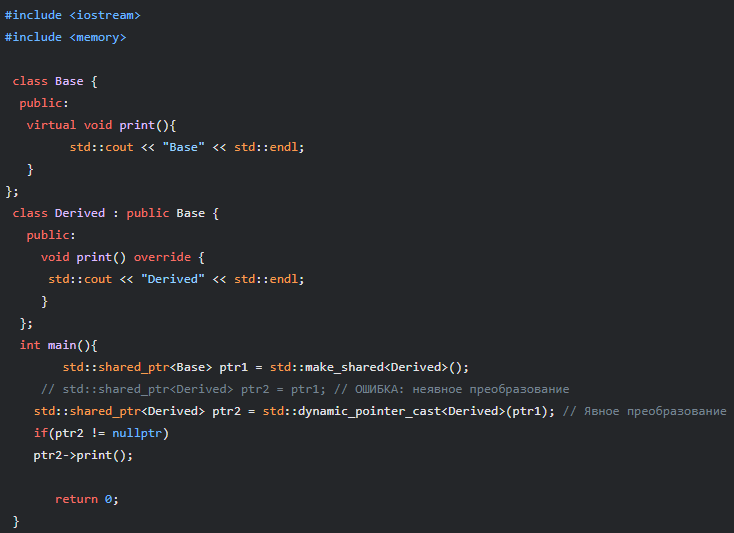 #include <iostream>
#include <memory>
class Base {
public:
virtual void print(){
std::cout << "Base" << std::endl;
}
};
class Derived : public Base {
public:
void print() override {
std::cout << "Derived" << std::endl;
}
};
int main(){
std::shared_ptr<Base> ptr1 = std::make_shared<Derived>();
// std::shared_ptr<Derived> ptr2 = ptr1; // ОШИБКА: неявное преобразование
std::shared_ptr<Derived> ptr2 = std::dynamic_pointer_cast<Derived>(ptr1); // Явное преобразование
if(ptr2 != nullptr)
ptr2->print();
return 0;
}